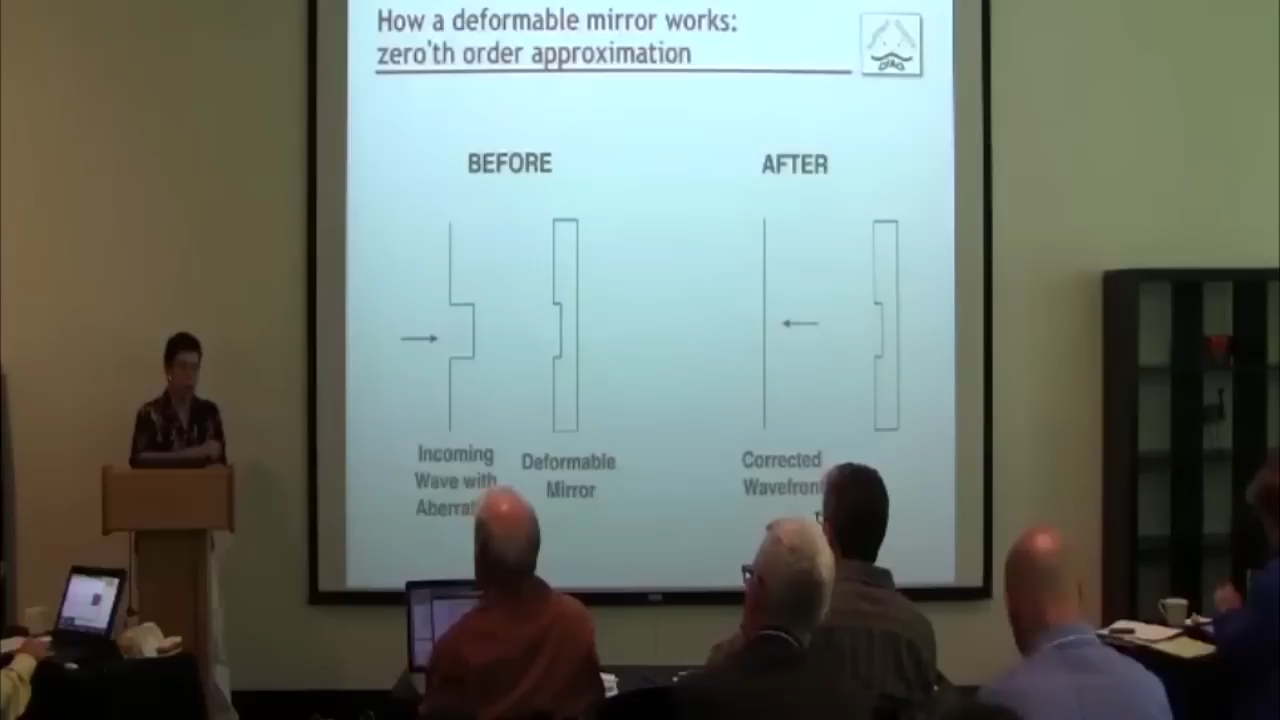 How a deformable mirror works:
zero'th order approximation
BEFORE
AFTER
Incoming
Wave with
Deformable
Mirror
Corrected